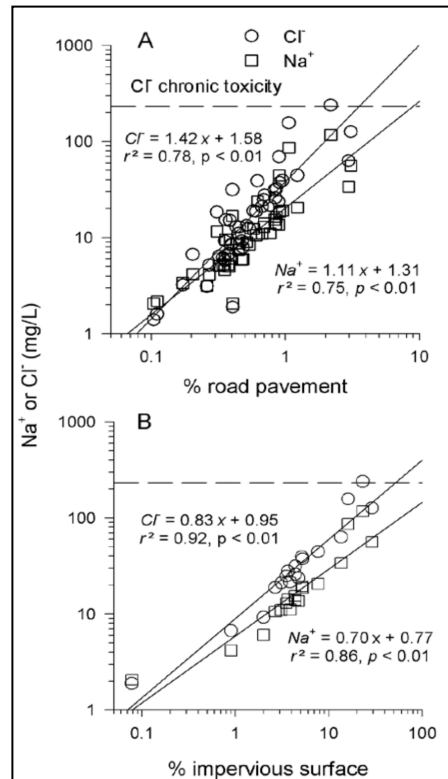 A
Cl⁻
Na⁺
Cl⁻ chronic toxicity
Cl⁻ = 1.42 x + 1.58
r² = 0.78, p < 0.01
Na⁺ = 1.11 x + 1.31
r² = 0.75, p < 0.01
1000
100
10
1
0.1
1
10
% road pavement
Na⁺ or Cl⁻ (mg/L)
B
Cl⁻ = 0.83 x + 0.95
r² = 0.92, p < 0.01
Na⁺ = 0.70 x + 0.77
r² = 0.86, p < 0.01
1000
100
10
1
0.1
1
10
100
% impervious surface